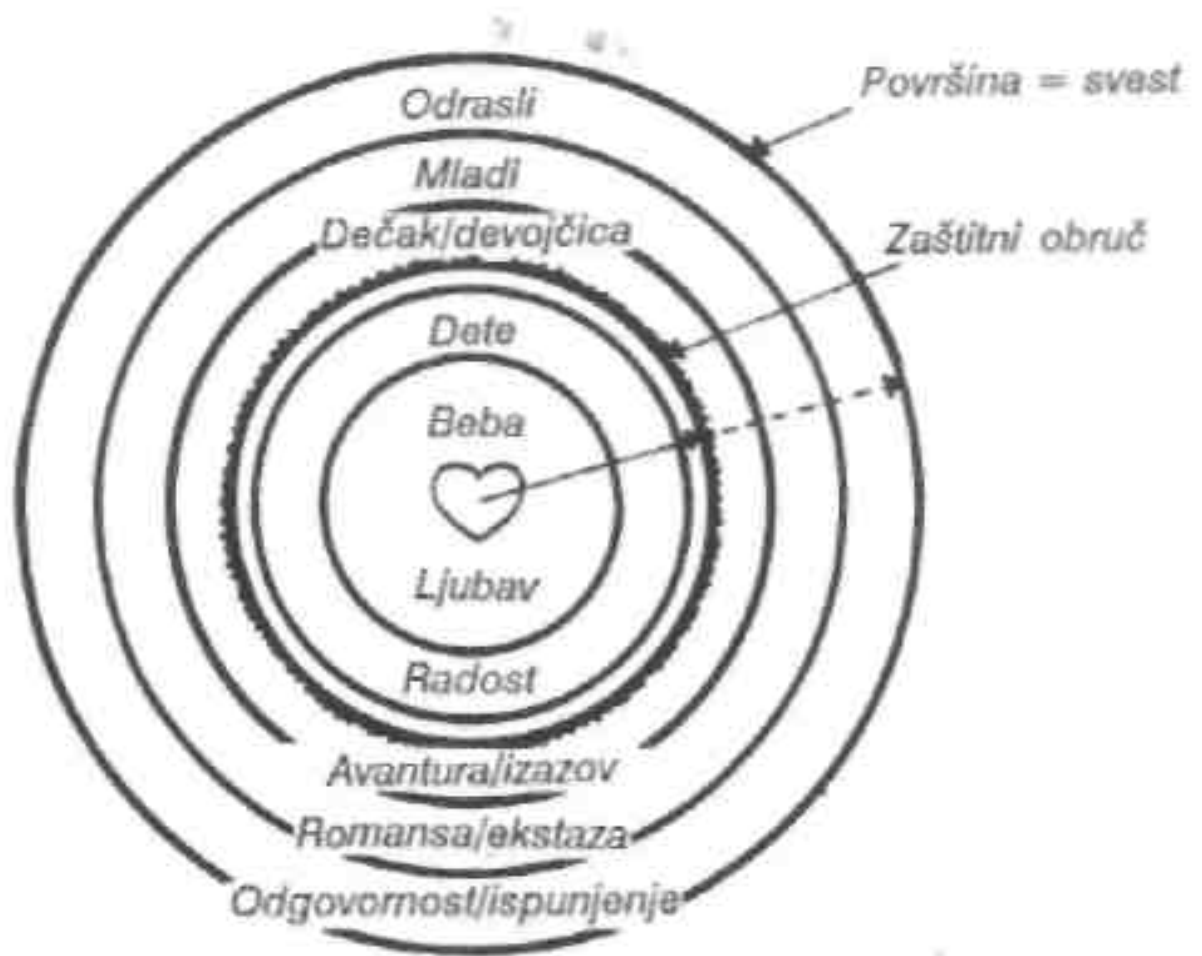 Odrasli
Površina = svest
Mladi
Dečak/devojčica
Zaštitni obruč
Dete
Beba
Ljubav
Radost
Avantura/izazov
Romansa/ekstaza
Odgovornost/ispunjenje